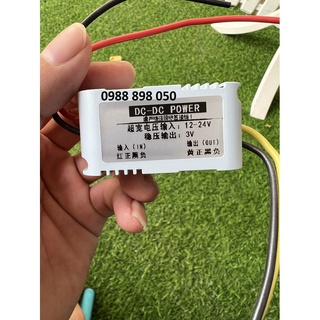 0988 898 050
DC-DC POWER
超宽电压输入: 12-24V
稳压输出: 3V
输入(IN) 输出(OUT)
红正黑负 黄正黑负